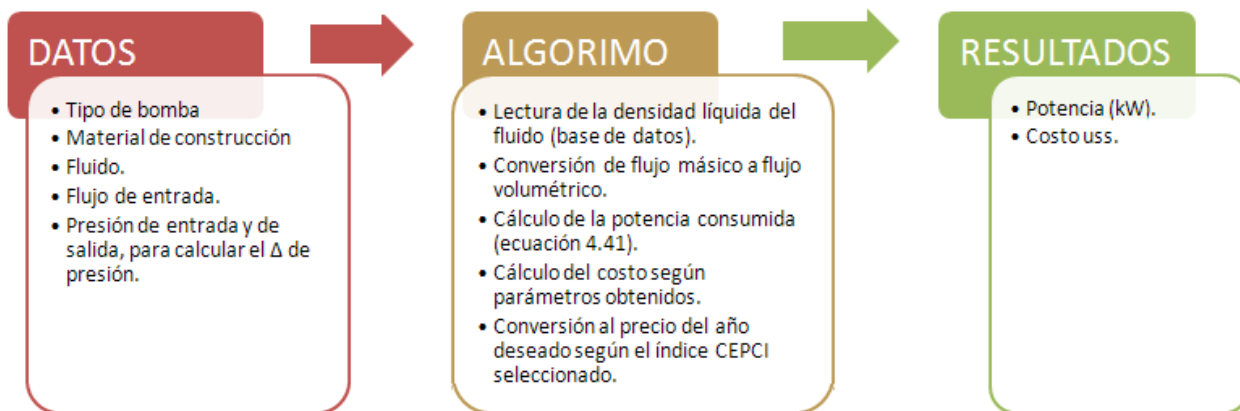 DATOS
• Tipo de bomba
• Material de construcción
• Fluido.
• Flujo de entrada.
• Presión de entrada y de
salida, para calcular el Δ de
presión.
ALGORIMO
• Lectura de la densidad líquida del
fluido (base de datos).
• Conversión de flujo másico a flujo
volumétrico.
• Cálculo de la potencia consumida
(ecuación 4.41).
• Cálculo del costo según
parámetros obtenidos.
• Conversión al precio del año
deseado según el índice CEPCI
seleccionado.
RESULTADOS
• Potencia (kW).
• Costo uss.